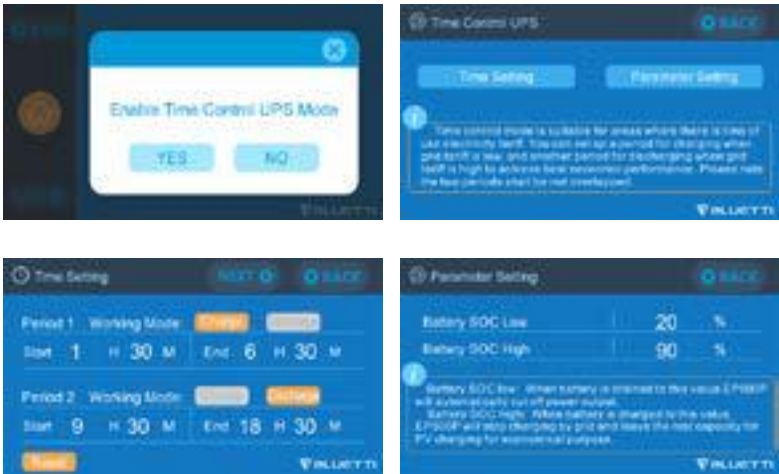 Enable Time Control UPS Mode
YES NO
BLUETTI
Time Control UPS
BACK
Time Setting Parameter Setting
Time control mode is suitable for areas where there is time of
use electricity tariff. You can set up a period for charging when
grid tariff is low, and another period for discharging when grid
tariff is high to achieve best economic performance. Please note
the two periods shall be not overlapped.
BLUETTI
Time Setting
NEXT BACK
Period 1 Working Mode Charge
Start 1 H 30 M End 6 H 30 M
Period 2 Working Mode Discharge
Start 9 H 30 M End 18 H 30 M
BLUETTI
Parameter Setting
BACK
Battery SOC Low 20 %
Battery SOC High 90 %
Battery SOC low: When battery is drained to this value EP500P
will automatically cut off power output.
Battery SOC high: When battery is charged to this value,
EP500P will stop charging by grid and leave the rest capacity for
PV charging for economical purpose.
BLUETTI